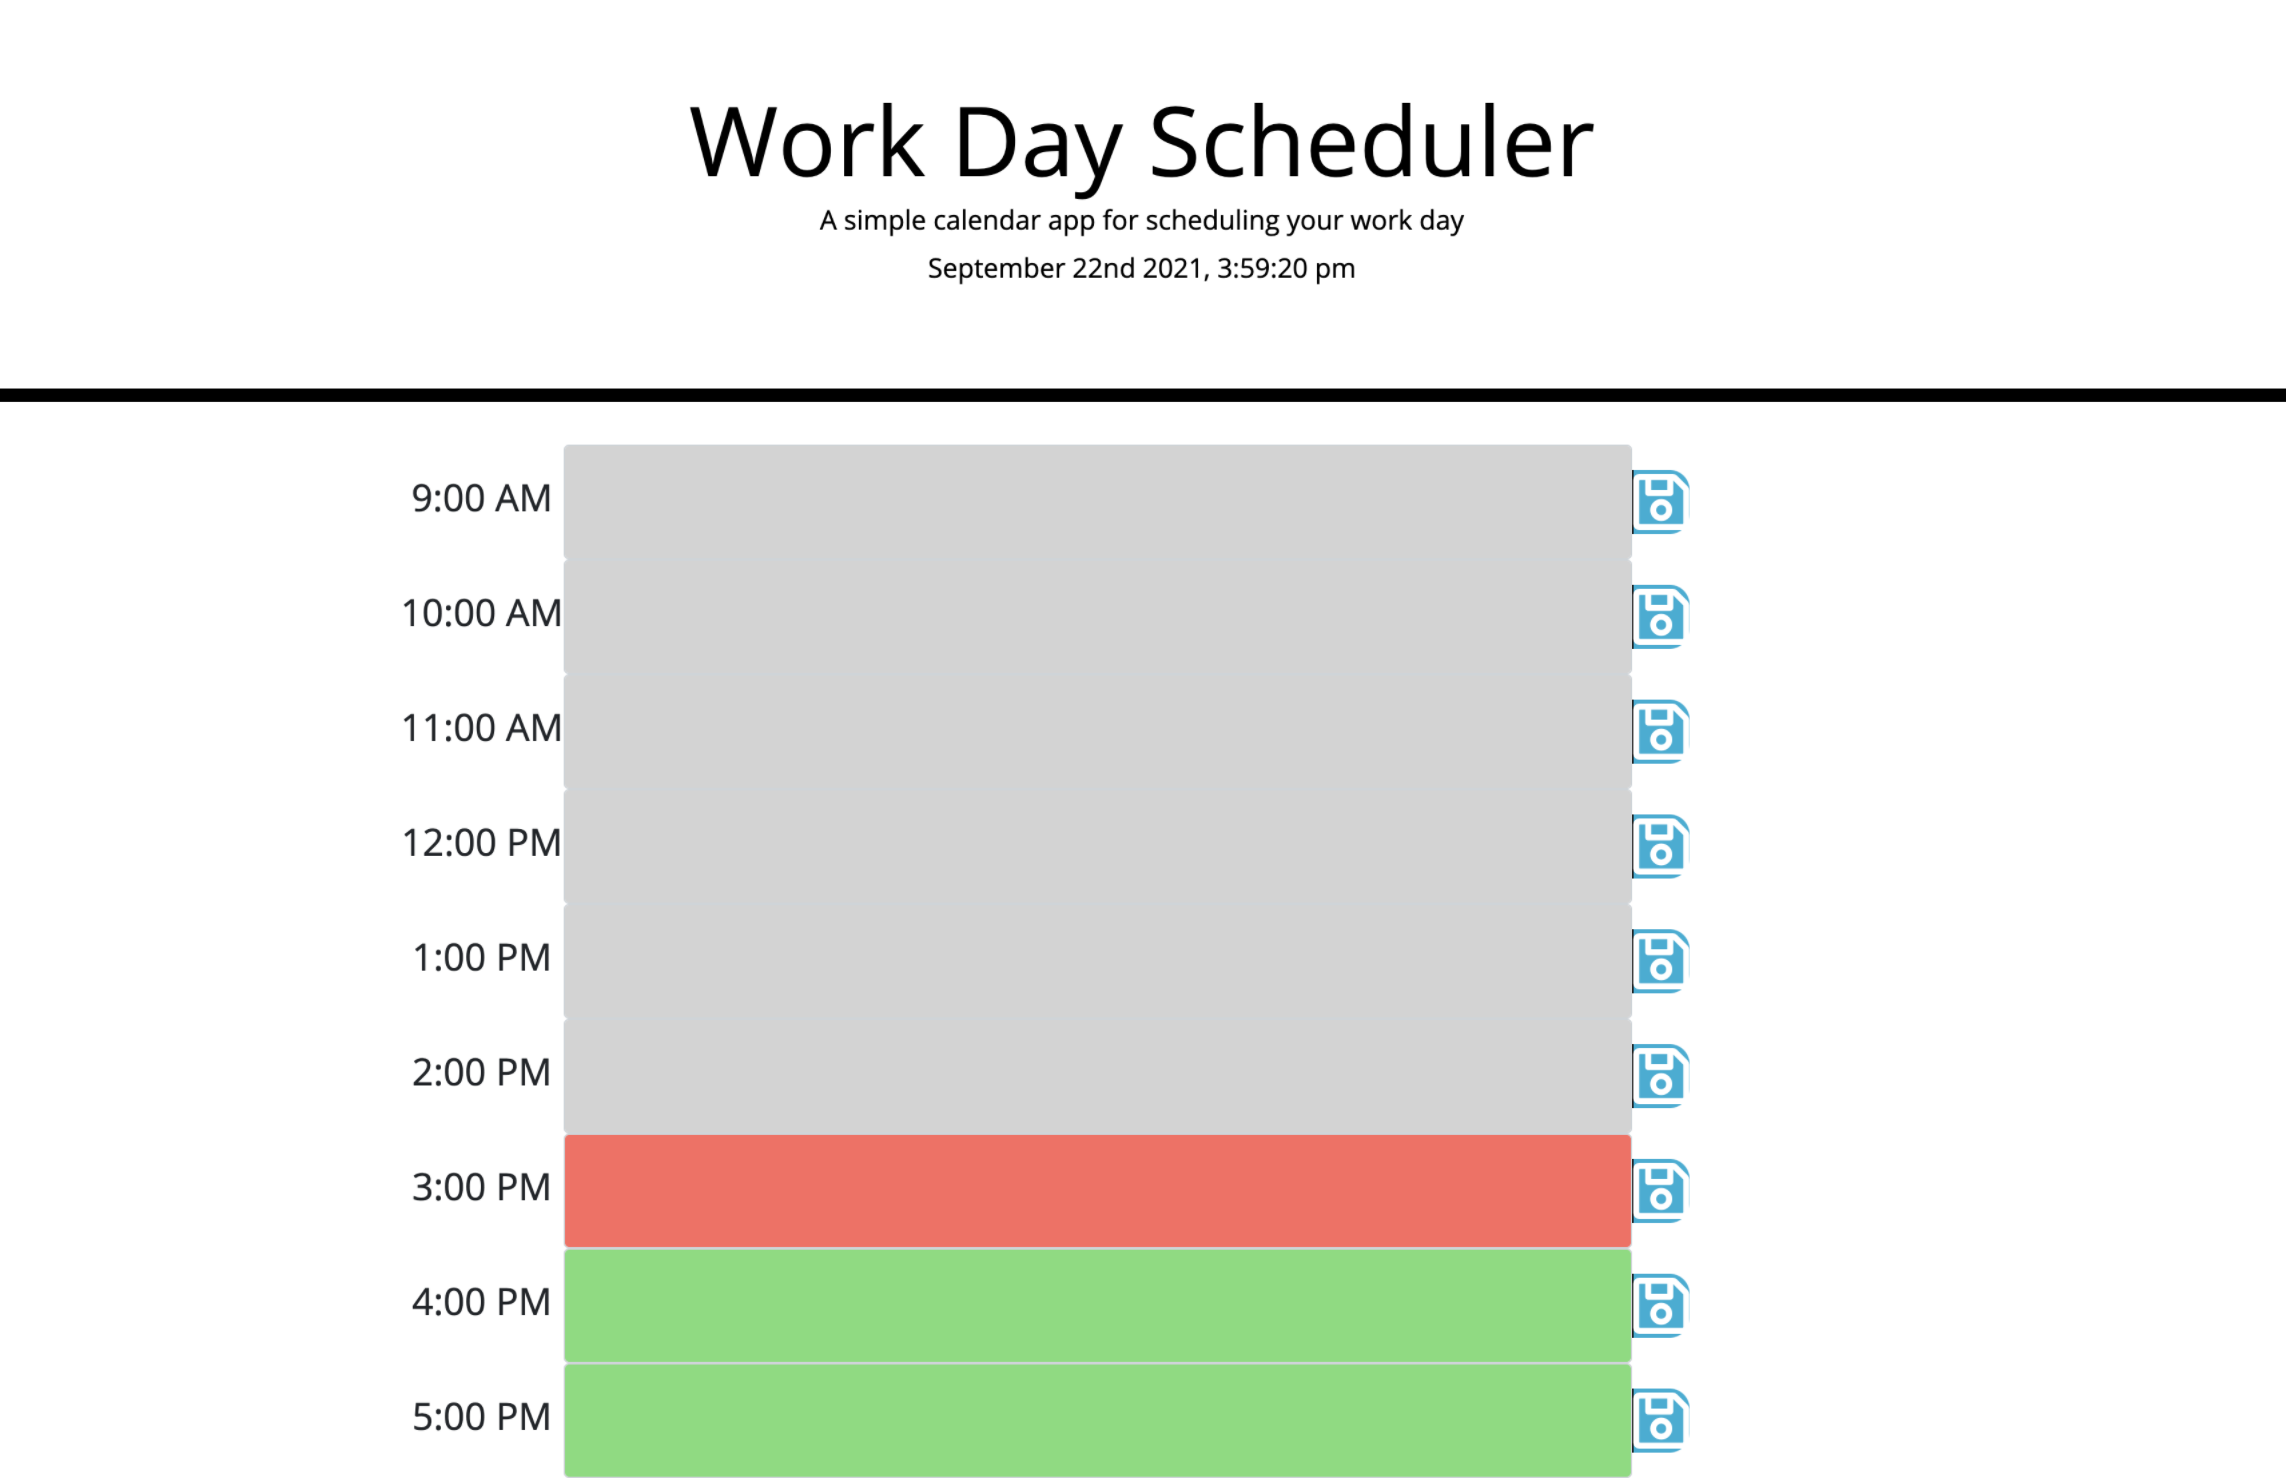 Work Day Scheduler
A simple calendar app for scheduling your work day
September 22nd 2021, 3:59:20 pm
9:00 AM
10:00 AM
11:00 AM
12:00 PM
1:00 PM
2:00 PM
3:00 PM
4:00 PM
5:00 PM